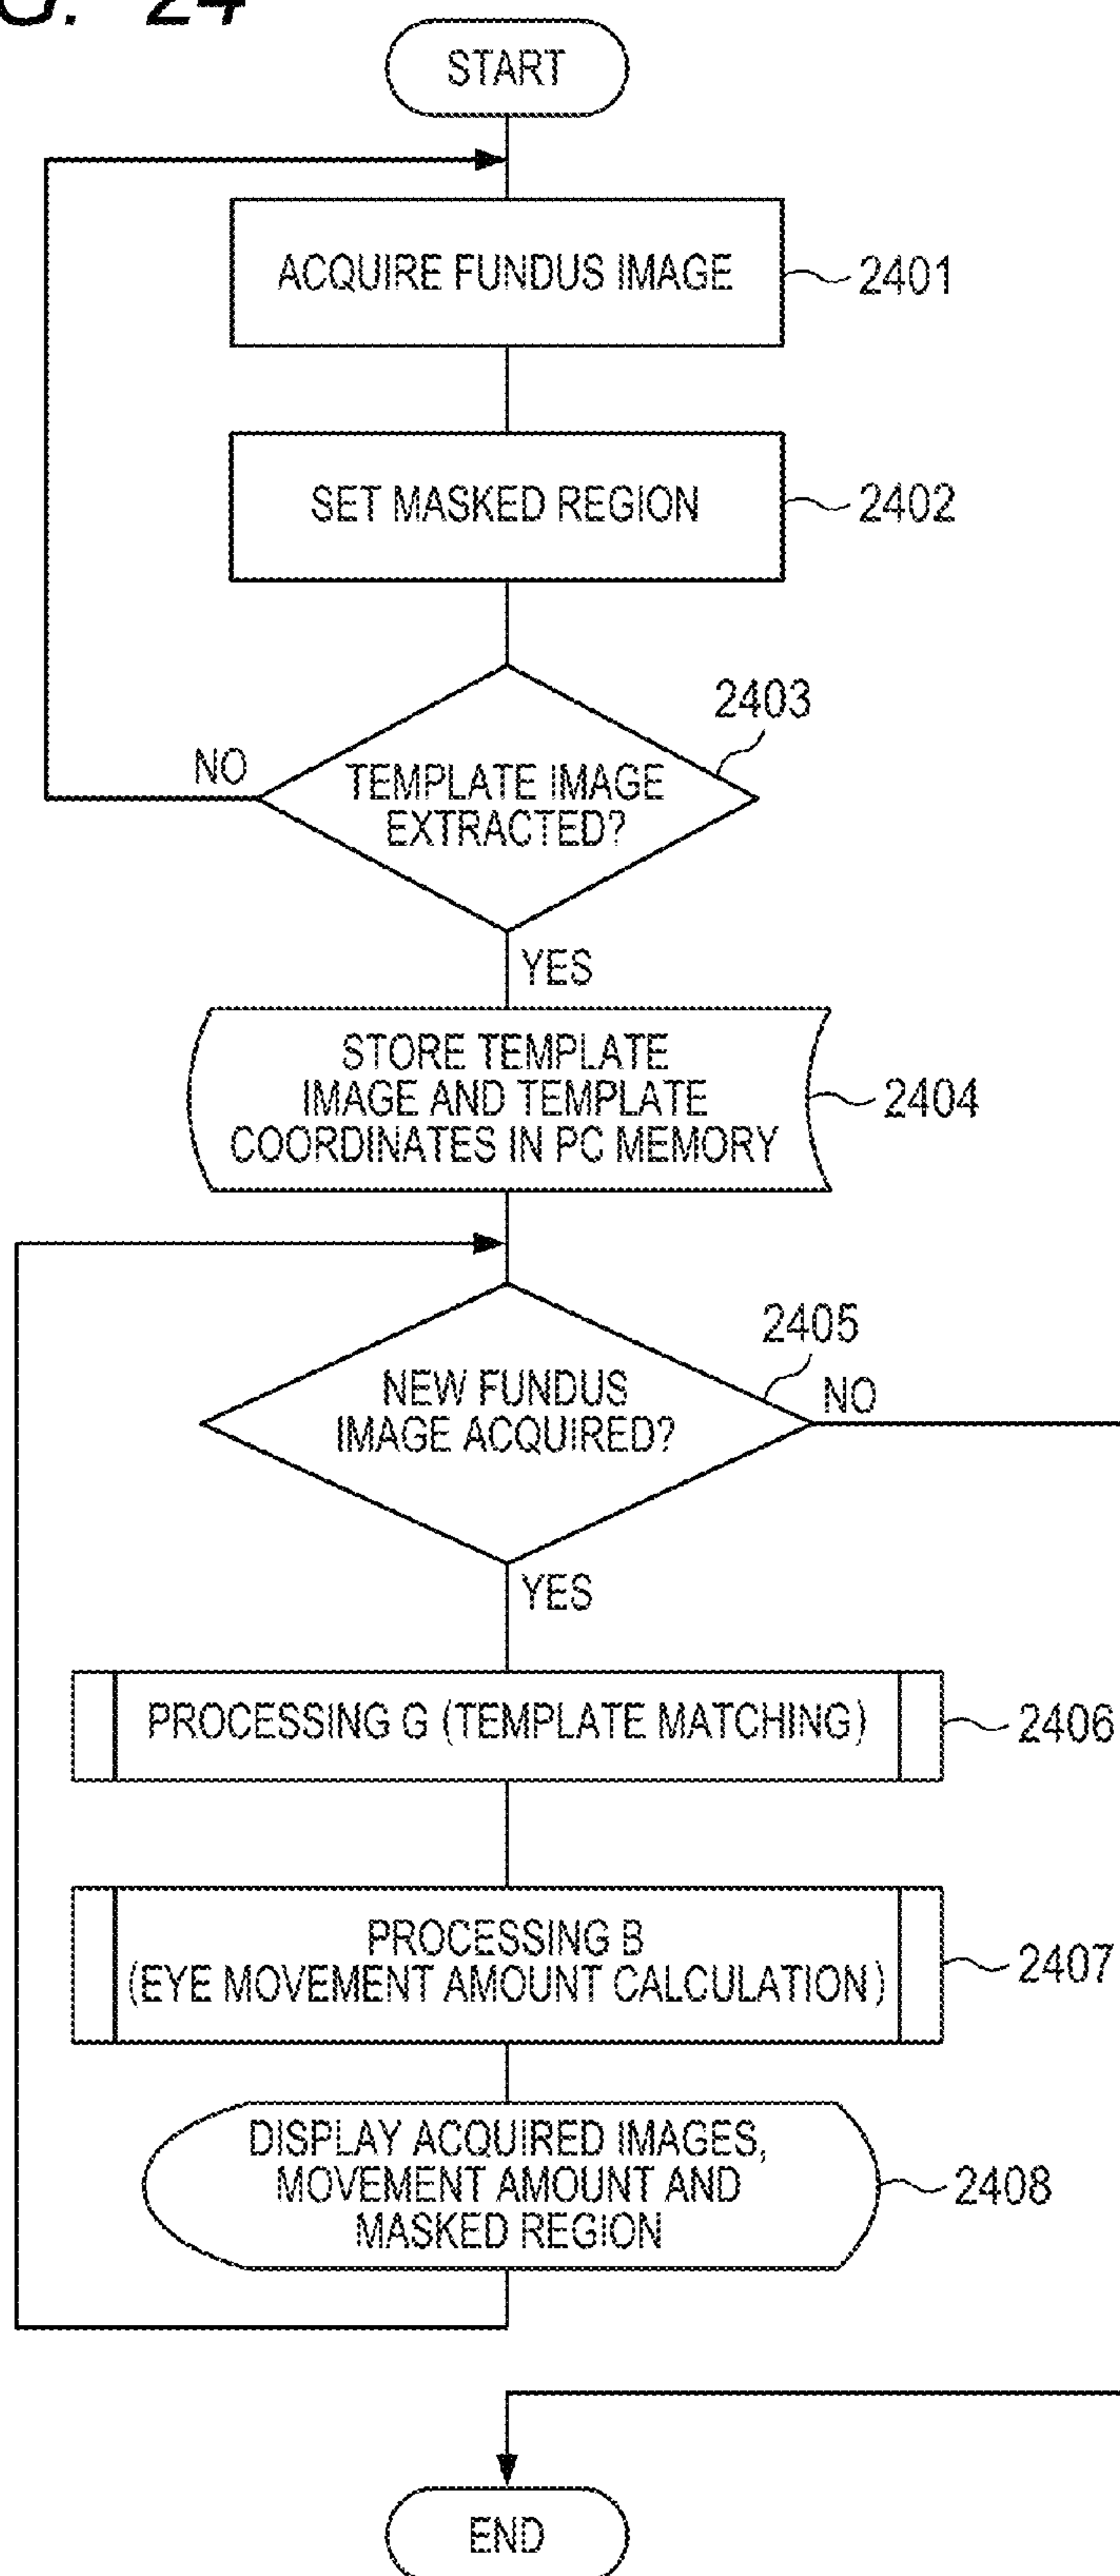 G. 24
START
ACQUIRE FUNDUS IMAGE
2401
SET MASKED REGION
2402
2403
NO
TEMPLATE IMAGE
EXTRACTED?
YES
STORE TEMPLATE
IMAGE AND TEMPLATE
COORDINATES IN PC MEMORY
2404
2405
NEW FUNDUS
IMAGE ACQUIRED?
NO
YES
PROCESSING G (TEMPLATE MATCHING)
2406
PROCESSING B
(EYE MOVEMENT AMOUNT CALCULATION)
2407
DISPLAY ACQUIRED IMAGES,
MOVEMENT AMOUNT AND
MASKED REGION
2408
END